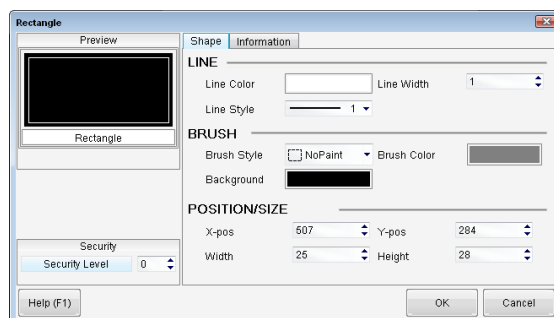 Rectangle
Preview
Rectangle
Security
Security Level 0
Shape Information
LINE
Line Color Line Width 1
Line Style 1
BRUSH
Brush Style NoPaint Brush Color
Background
POSITION/SIZE
X-pos 507 Y-pos 284
Width 25 Height 28
Help (F1) OK Cancel